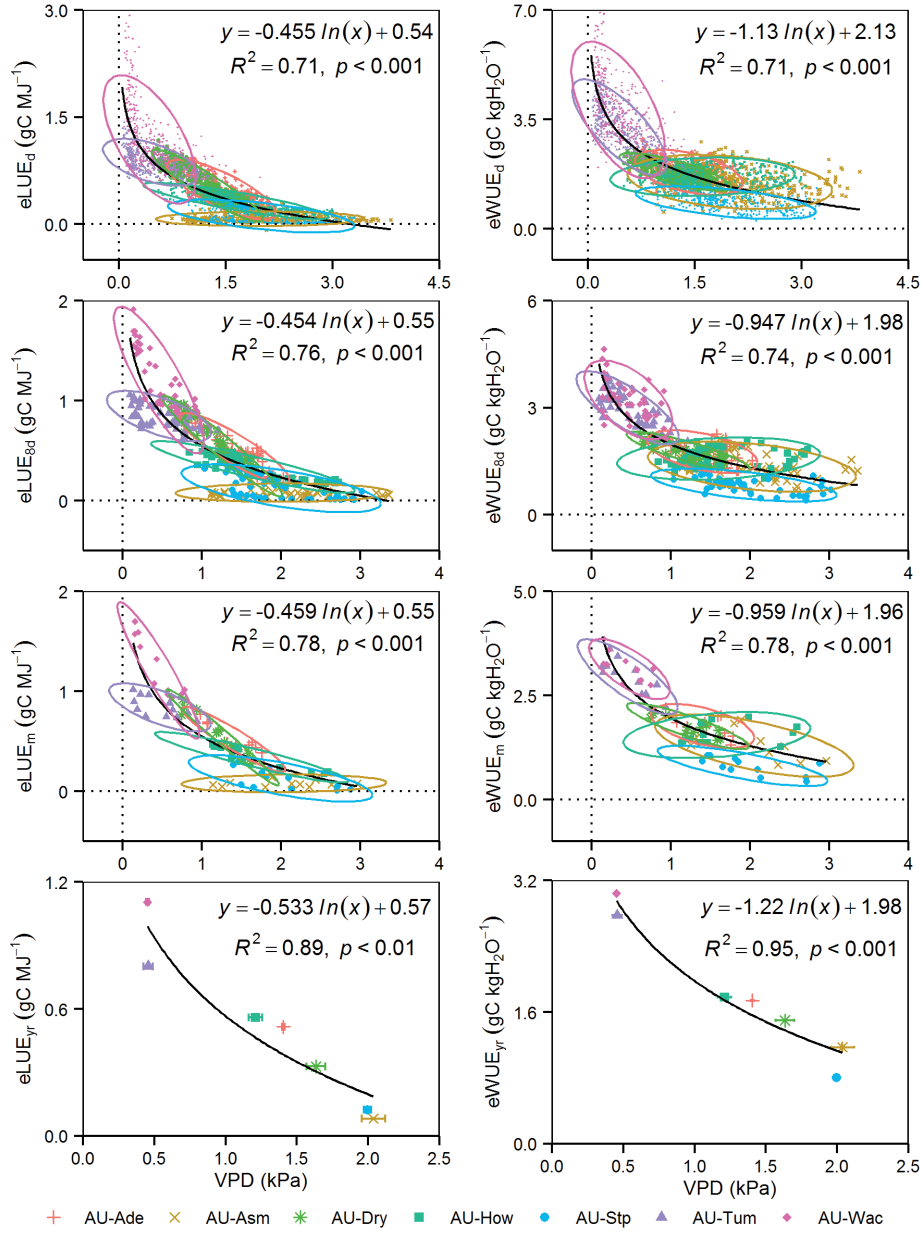 3.0
1.5
0.0
0.0 1.5 3.0 4.5
eLUEd (gC MJ⁻¹)
y = -0.455 ln(x) + 0.54
R² = 0.71, p < 0.001
7.0
3.5
0.0
0.0 1.5 3.0 4.5
eWUEd (gC kgH₂O⁻¹)
y = -1.13 ln(x) + 2.13
R² = 0.71, p < 0.001
2
1
0
0 1 2 3 4
eLUE8d (gC MJ⁻¹)
y = -0.454 ln(x) + 0.55
R² = 0.76, p < 0.001
6
3
0
0 1 2 3 4
eWUE8d (gC kgH₂O⁻¹)
y = -0.947 ln(x) + 1.98
R² = 0.74, p < 0.001
2
1
0
0 1 2 3 4
eLUEm (gC MJ⁻¹)
y = -0.459 ln(x) + 0.55
R² = 0.78, p < 0.001
5.0
2.5
0.0
0 1 2 3 4
eWUEm (gC kgH₂O⁻¹)
y = -0.959 ln(x) + 1.96
R² = 0.78, p < 0.001
1.2
0.6
0.0
0.0 0.5 1.0 1.5 2.0 2.5
eLUEyr (gC MJ⁻¹)
y = -0.533 ln(x) + 0.57
R² = 0.89, p < 0.01
VPD (kPa)
3.2
1.6
0.0
0.0 0.5 1.0 1.5 2.0 2.5
eWUEyr (gC kgH₂O⁻¹)
y = -1.22 ln(x) + 1.98
R² = 0.95, p < 0.001
VPD (kPa)
AU-Ade AU-Asm AU-Dry AU-How AU-Stp AU-Tum AU-Wac